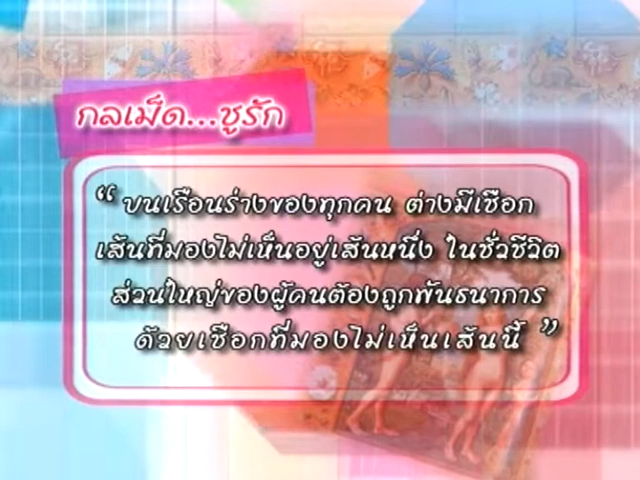 กลเม็ด...ชูรัก
“ บนเรือนร่างของทุกคน ต่างมีเชือก
เส้นที่มองไม่เห็นอยู่เส้นหนึ่ง ในชั่วชีวิต
ส่วนใหญ่ของผู้คนต้องถูกพันธนาการ
ด้วยเชือกที่มองไม่เห็นเส้นนี้ ”